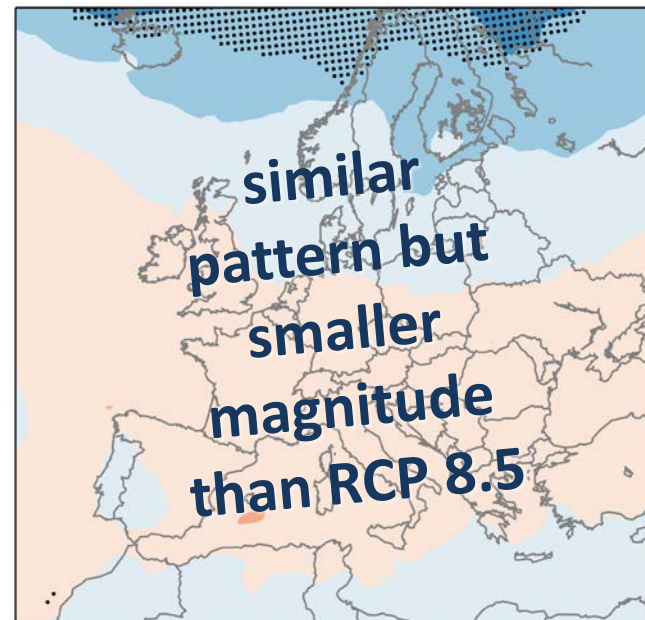 similar
pattern but
smaller
magnitude
than RCP 8.5